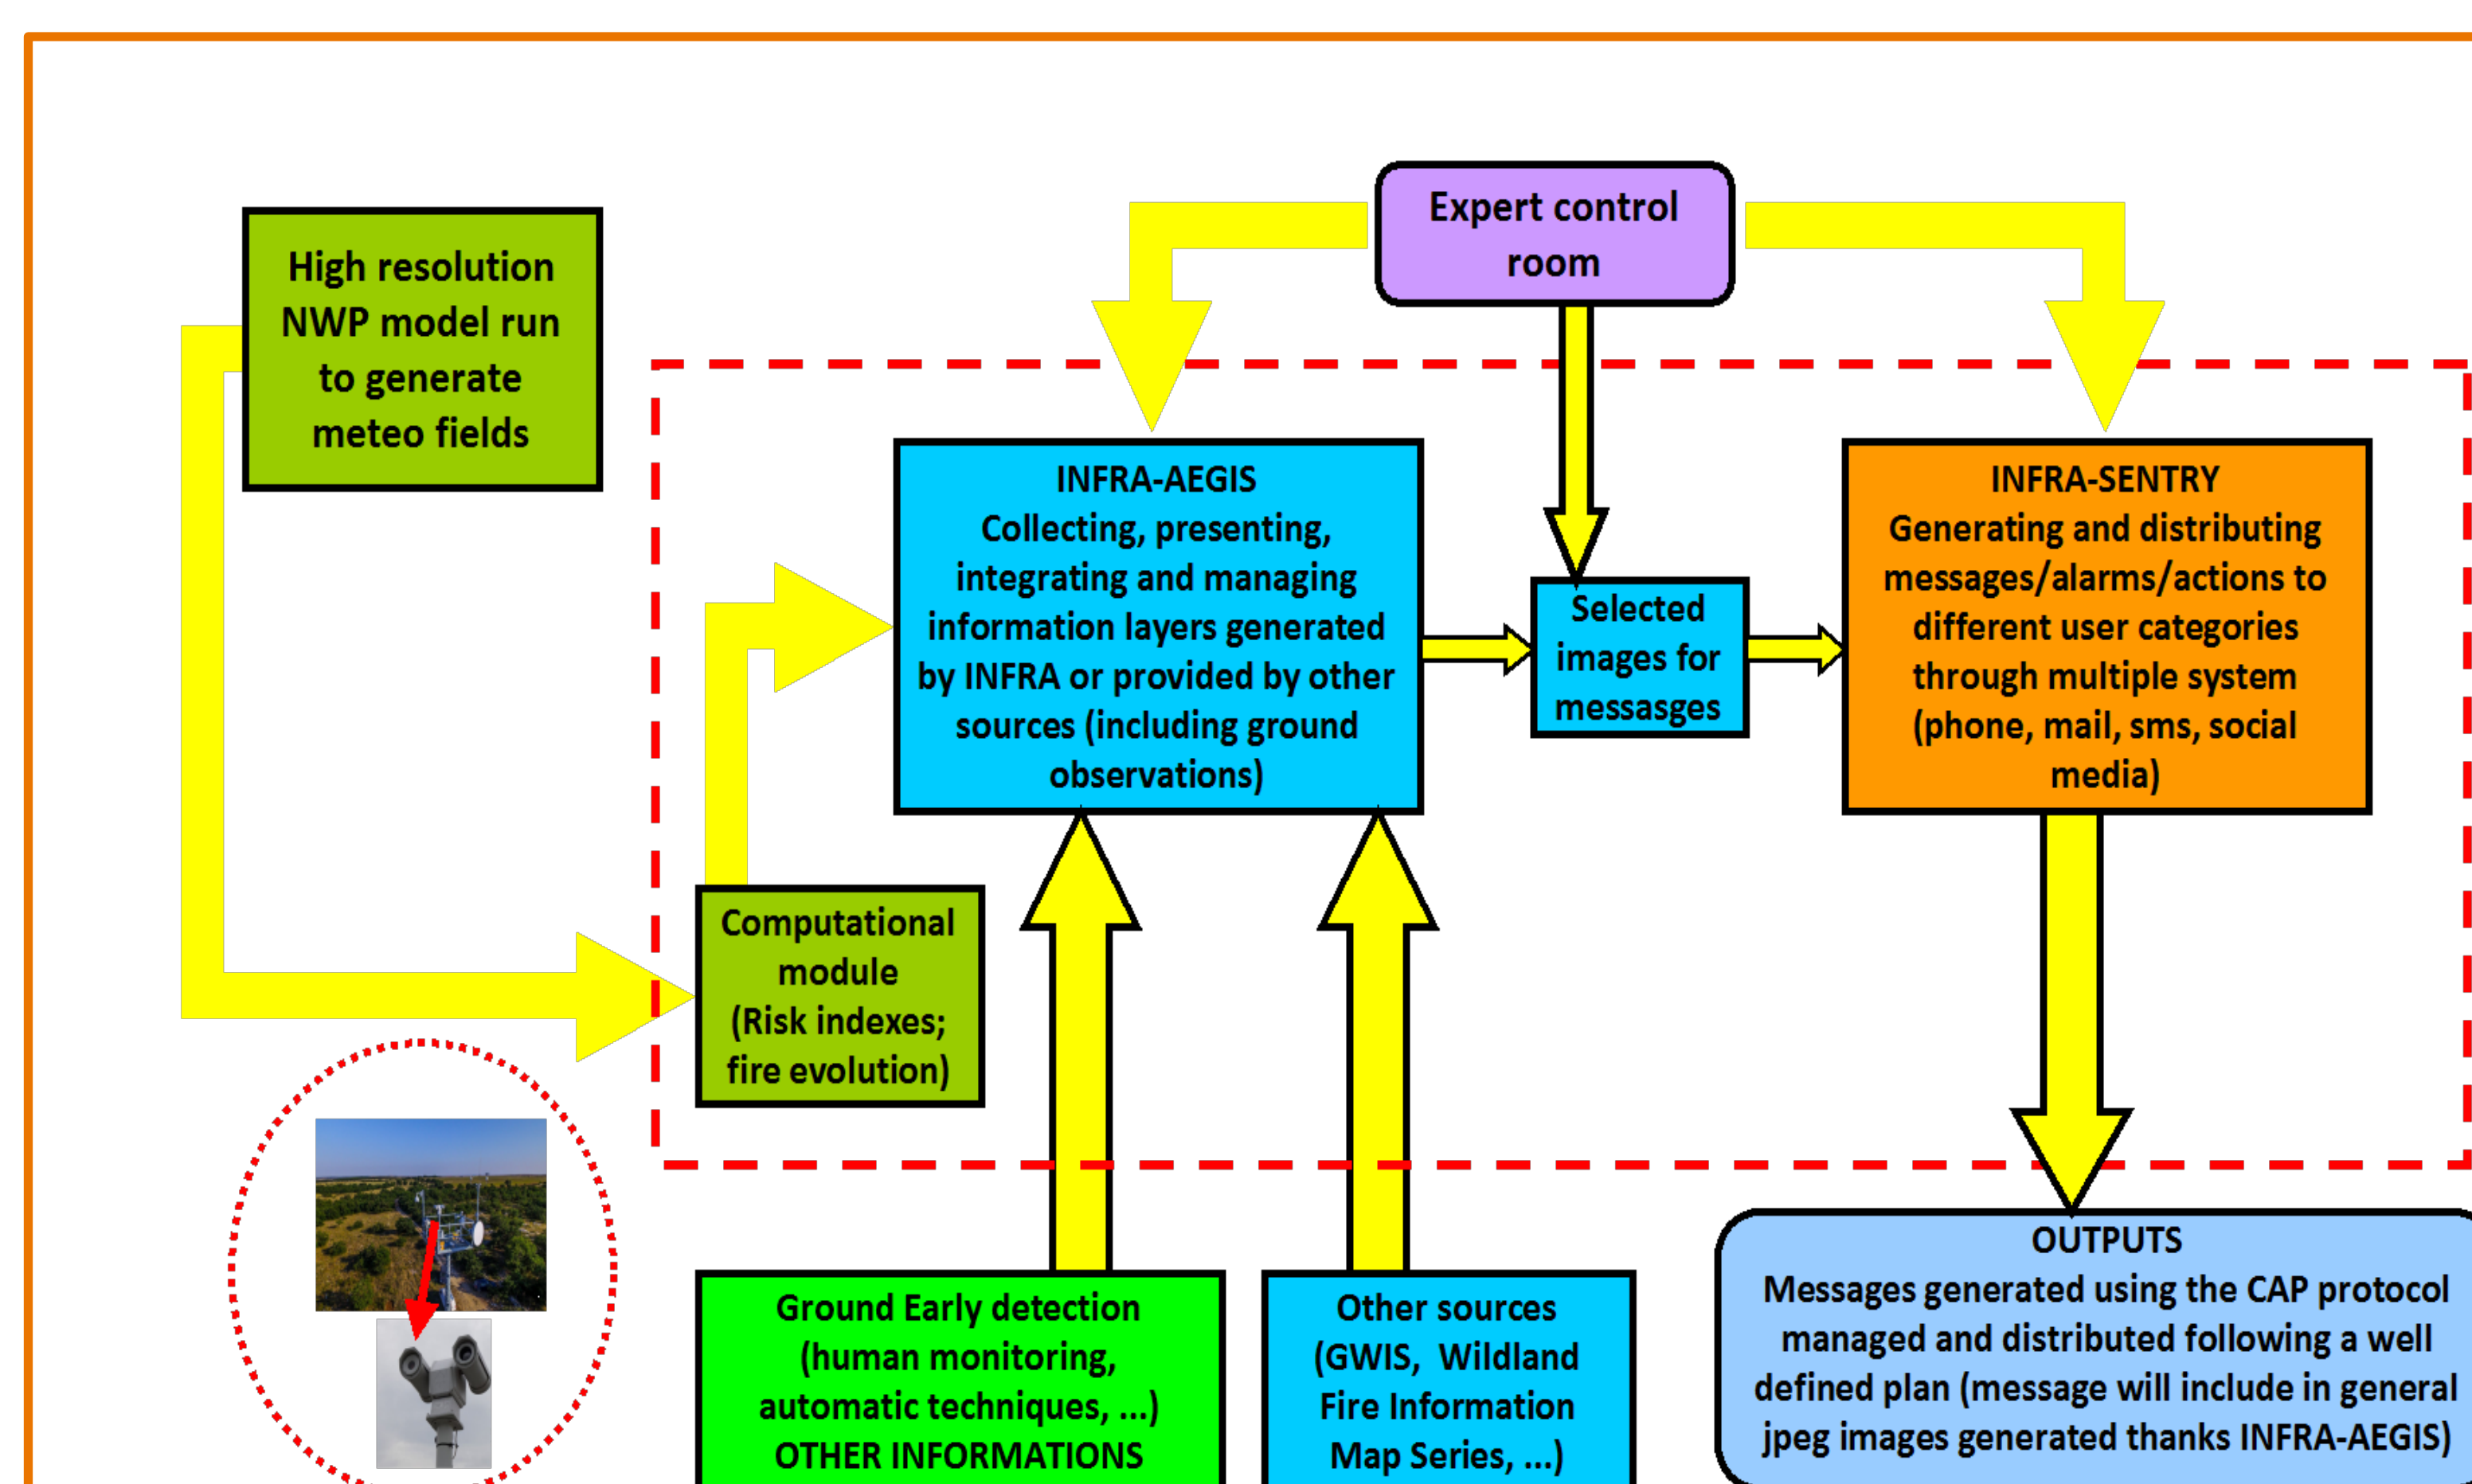 Expert control
room
High resolution
NWP model run
to generate
meteo fields
INFRA-AEGIS
Collecting, presenting,
integrating and managing
information layers generated
by INFRA or provided by other
sources (including ground
observations)
Selected
images for
messasges
INFRA-SENTRY
Generating and distributing
messages/alarms/actions to
different user categories
through multiple system
(phone, mail, sms, social
media)
Computational
module
(Risk indexes;
fire evolution)
Ground Early detection
(human monitoring,
automatic techniques, ...)
OTHER INFORMATIONS
Other sources
(GWIS,  Wildland
Fire Information
Map Series, ...)
OUTPUTS
Messages generated using the CAP protocol
managed and distributed following a well
defined plan (message will include in general
jpeg images generated thanks INFRA-AEGIS)